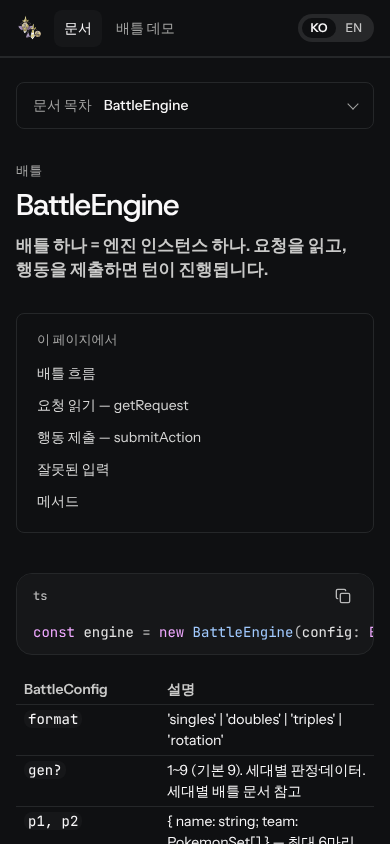 문서 배틀 데모 KO EN
문서 목차 BattleEngine
배틀
BattleEngine
배틀 하나 = 엔진 인스턴스 하나. 요청을 읽고,
행동을 제출하면 턴이 진행됩니다.
이 페이지에서
배틀 흐름
요청 읽기 — getRequest
행동 제출 — submitAction
잘못된 입력
메서드
ts
const engine = new BattleEngine(config:
BattleConfig 설명
format 'singles' | 'doubles' | 'triples' |
'rotation'
gen? 1~9 (기본 9). 세대별 판정·데이터.
세대별 배틀 문서 참고
p1, p2 { name: string; team:
PokemonSet[] } — 최대 6마리